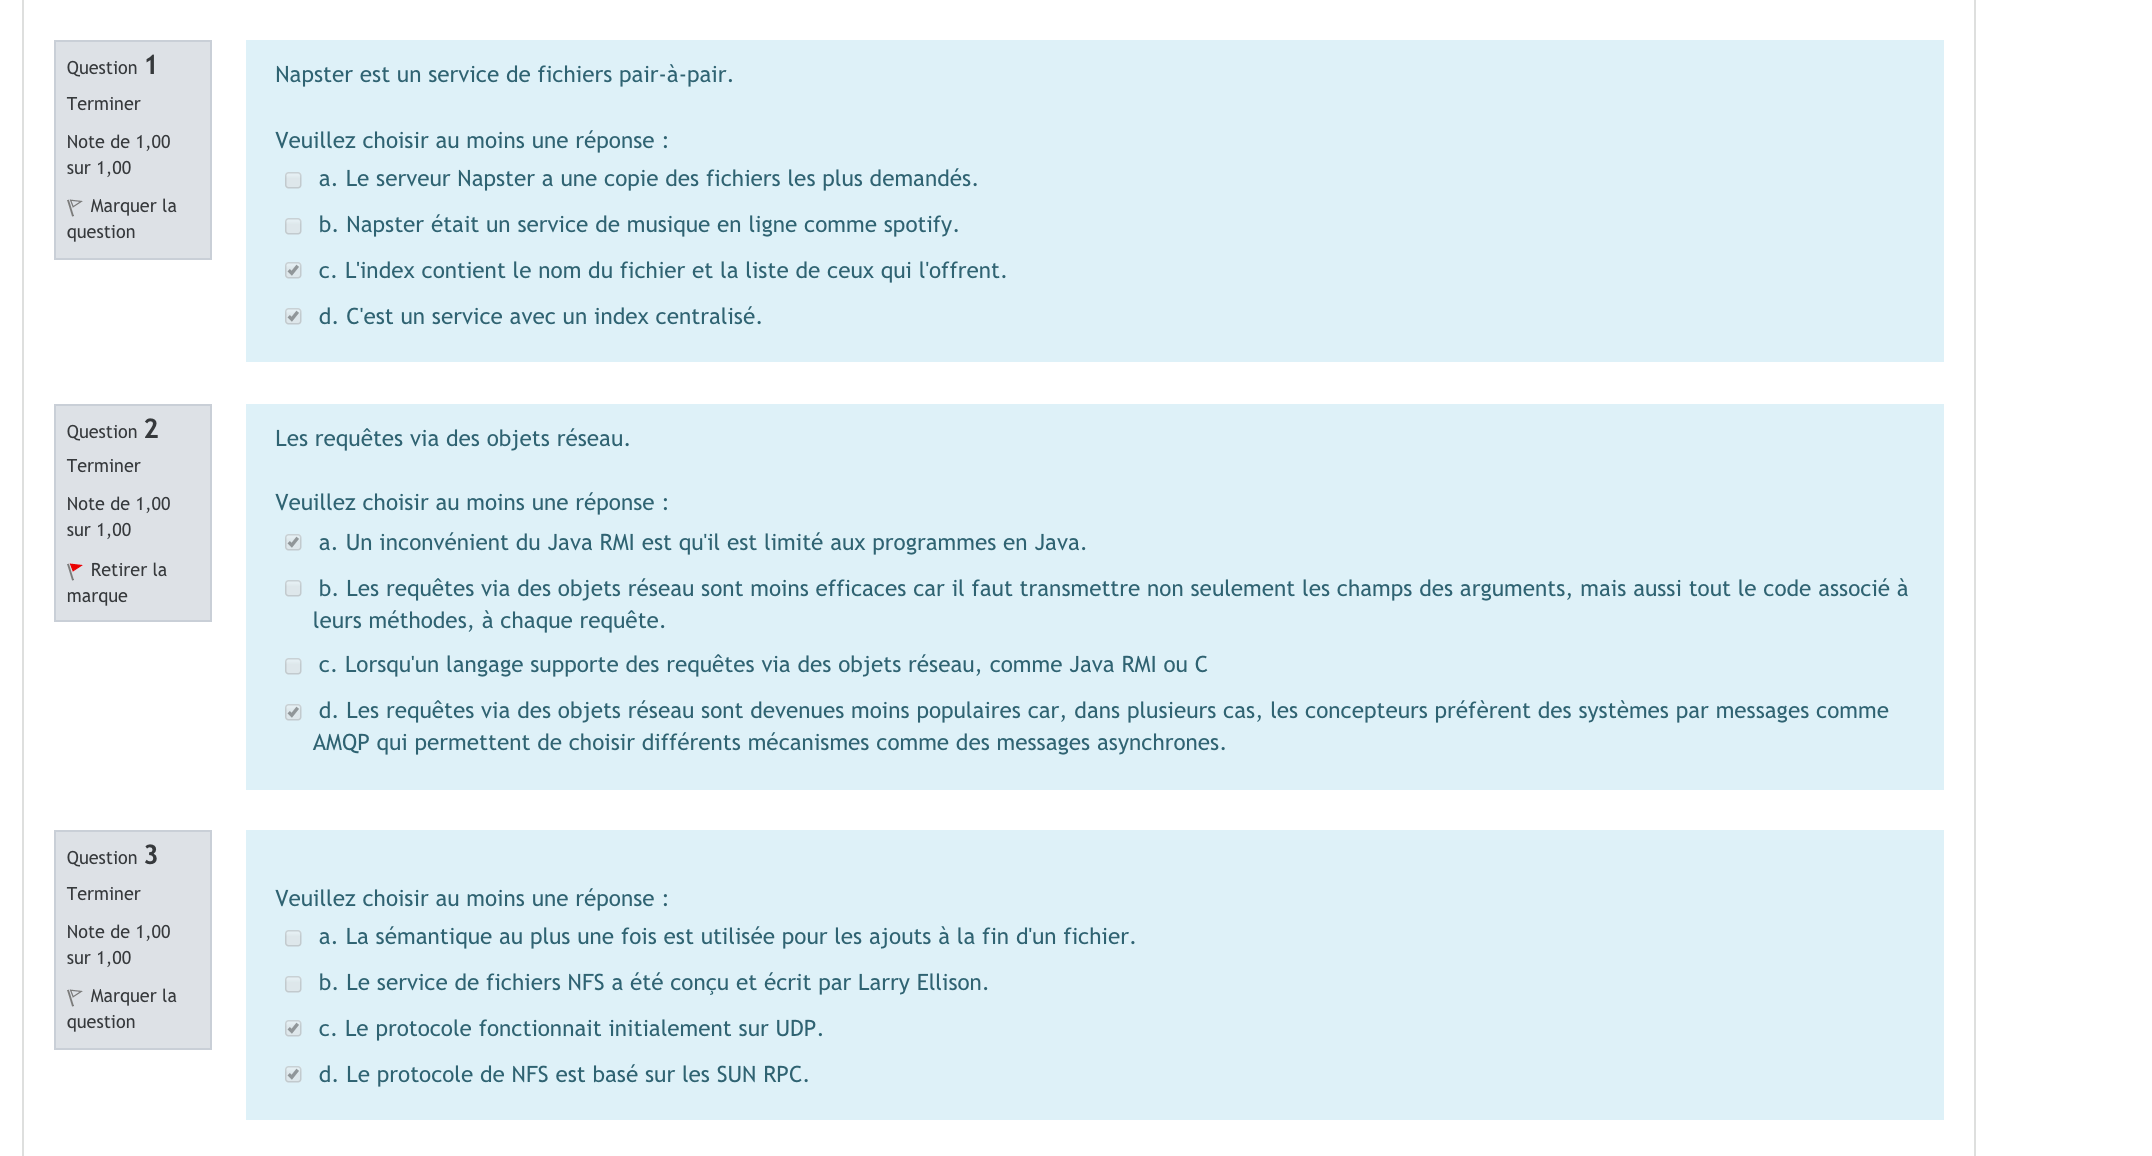 Question 1
Terminer
Note de 1,00
sur 1,00
Marquer la
question
Napster est un service de fichiers pair-à-pair.
Veuillez choisir au moins une réponse :
a. Le serveur Napster a une copie des fichiers les plus demandés.
b. Napster était un service de musique en ligne comme spotify.
c. L'index contient le nom du fichier et la liste de ceux qui l'offrent.
d. C'est un service avec un index centralisé.
Question 2
Terminer
Note de 1,00
sur 1,00
Retirer la
marque
Les requêtes via des objets réseau.
Veuillez choisir au moins une réponse :
a. Un inconvénient du Java RMI est qu'il est limité aux programmes en Java.
b. Les requêtes via des objets réseau sont moins efficaces car il faut transmettre non seulement les champs des arguments, mais aussi tout le code associé à
leurs méthodes, à chaque requête.
c. Lorsqu'un langage supporte des requêtes via des objets réseau, comme Java RMI ou C
d. Les requêtes via des objets réseau sont devenues moins populaires car, dans plusieurs cas, les concepteurs préfèrent des systèmes par messages comme
AMQP qui permettent de choisir différents mécanismes comme des messages asynchrones.
Question 3
Terminer
Note de 1,00
sur 1,00
Marquer la
question
Veuillez choisir au moins une réponse :
a. La sémantique au plus une fois est utilisée pour les ajouts à la fin d'un fichier.
b. Le service de fichiers NFS a été conçu et écrit par Larry Ellison.
c. Le protocole fonctionnait initialement sur UDP.
d. Le protocole de NFS est basé sur les SUN RPC.